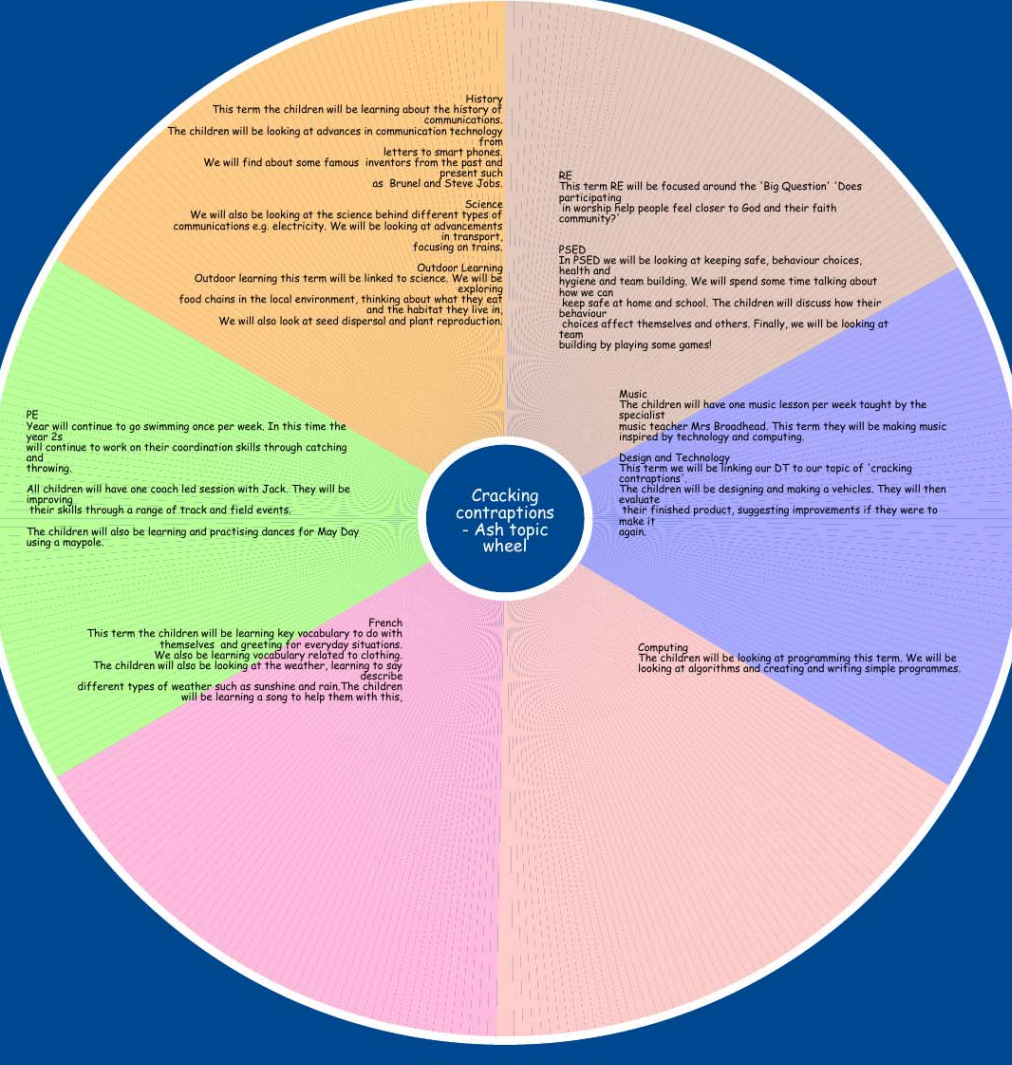 History
This term the children will be learning about the history of
communications.
The children will be looking at advances in communication technology
from
letters to smart phones.
We will find about some famous inventors from the past and
present such
as Brunel and Steve Jobs.
Science
We will also be looking at the science behind different types of
communications e.g. electricity. We will be looking at advancements
in transport,
focusing on trains.
Outdoor Learning
Outdoor learning this term will be linked to science. We will be
exploring
food chains in the local environment, thinking about what they eat
and the habitat they live in,
We will also look at seed dispersal and plant reproduction.
RE
This term RE will be focused around the 'Big Question' 'Does
participating
in worship help people feel closer to God and their faith
community?'
PSED
In PSED we will be looking at keeping safe, behaviour choices,
health and
hygiene and team building. We will spend some time talking about
how we can
keep safe at home and school. The children will discuss how their
behaviour
choices affect themselves and others. Finally, we will be looking at
team
building by playing some games!
Music
The children will have one music lesson per week taught by the
specialist
music teacher Mrs Broadhead. This term they will be making music
inspired by technology and computing.
Design and Technology
This term we will be linking our DT to our topic of 'cracking
contraptions'.
The children will be designing and making a vehicles. They will then
evaluate
their finished product, suggesting improvements if they were to
make it
again.
PE
Year will continue to go swimming once per week. In this time the
year 2s
will continue to work on their coordination skills through catching
and
throwing.
All children will have one coach led session with Jack. They will be
improving
their skills through a range of track and field events.
The children will also be learning and practising dances for May Day
using a maypole.
Cracking
contraptions
- Ash topic
wheel
French
This term the children will be learning key vocabulary to do with
themselves and greeting for everyday situations.
We also be learning vocabulary related to clothing.
The children will also be looking at the weather, learning to say
describe
different types of weather such as sunshine and rain.The children
will be learning a song to help them with this,
Computing
The children will be looking at programming this term. We will be
looking at algorithms and creating and writing simple programmes.